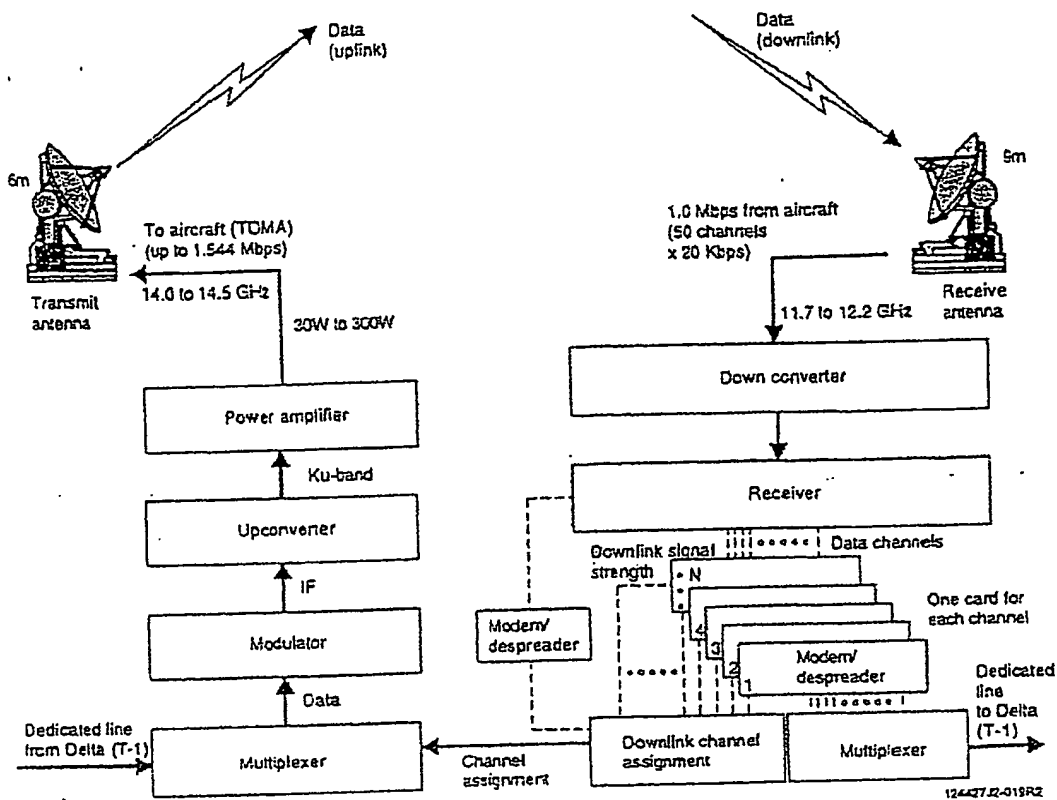 Data
(uplink)
Data
(downlink)
6m
9m
To aircraft (TDMA)
(up to 1.544 Mbps)
14.0 to 14.5 GHz
Transmit
antenna
30W to 300W
1.0 Mbps from aircraft
(50 channels
x 20 Kbps)
11.7 to 12.2 GHz
Receive
antenna
Power amplifier
Ku-band
Upconverter
IF
Modulator
Data
Dedicated line
from Delta (T-1)
Multiplexer
Down converter
Receiver
Downlink signal
strength
Data channels
N
4
3
2
1
One card for
each channel
Modem/
despreader
Modem/
despreader
Dedicated
line
to Delta
(T-1)
Channel
assignment
Downlink channel
assignment
Multiplexer
124427J2-019R2